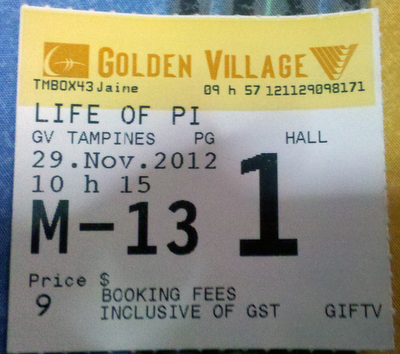 GOLDEN VILLAGE
TMBOX43 Jaine 09 h 57 121129098171
LIFE OF PI
GV TAMPINES PG HALL
29.Nov.2012
10 h 15
M-13 1
Price $
9 BOOKING FEES
INCLUSIVE OF GST GIFTV